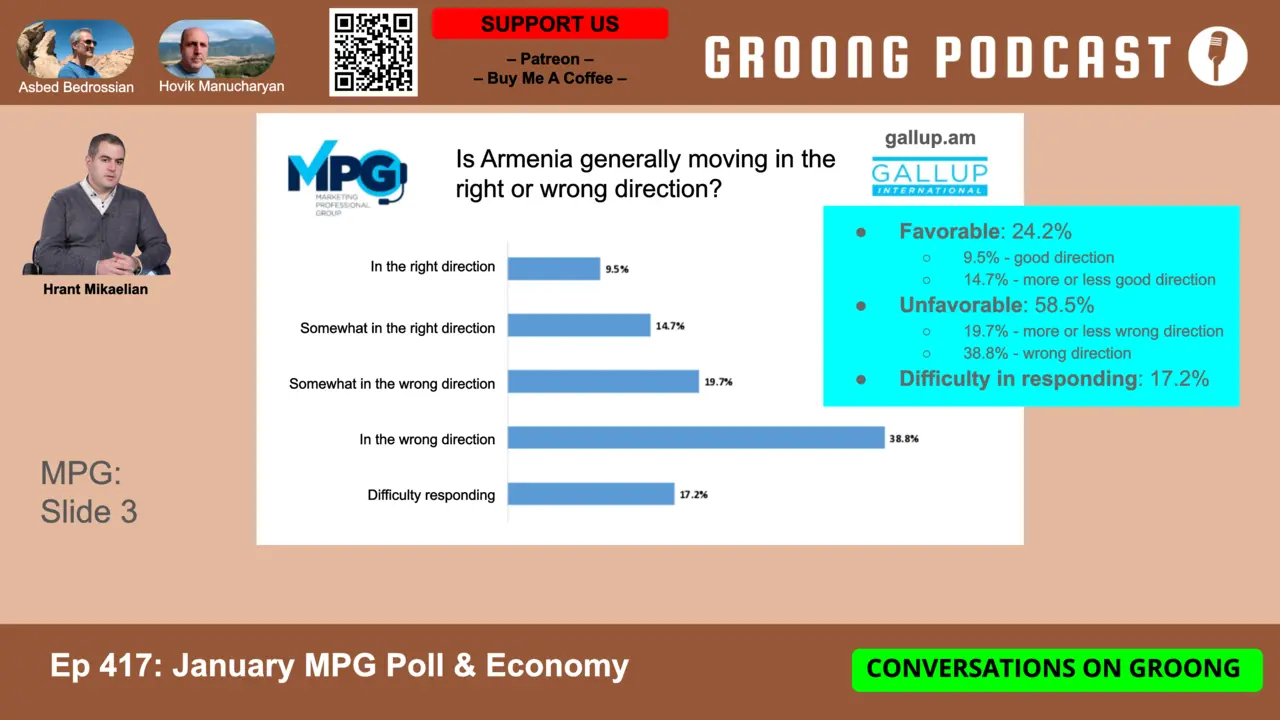 Asbed Bedrossian
Hovik Manucharyan
SUPPORT US
– Patreon –
– Buy Me A Coffee –
GROONG PODCAST
Hrant Mikaelian
MPG:
Slide 3
MPG
MARKETING
PROFESSIONAL
GROUP
Is Armenia generally moving in the
right or wrong direction?
gallup.am
GALLUP
INTERNATIONAL
In the right direction 9.5%
Somewhat in the right direction 14.7%
Somewhat in the wrong direction 19.7%
In the wrong direction 38.8%
Difficulty responding 17.2%
● Favorable: 24.2%
○ 9.5% - good direction
○ 14.7% - more or less good direction
● Unfavorable: 58.5%
○ 19.7% - more or less wrong direction
○ 38.8% - wrong direction
● Difficulty in responding: 17.2%
Ep 417: January MPG Poll & Economy
CONVERSATIONS ON GROONG